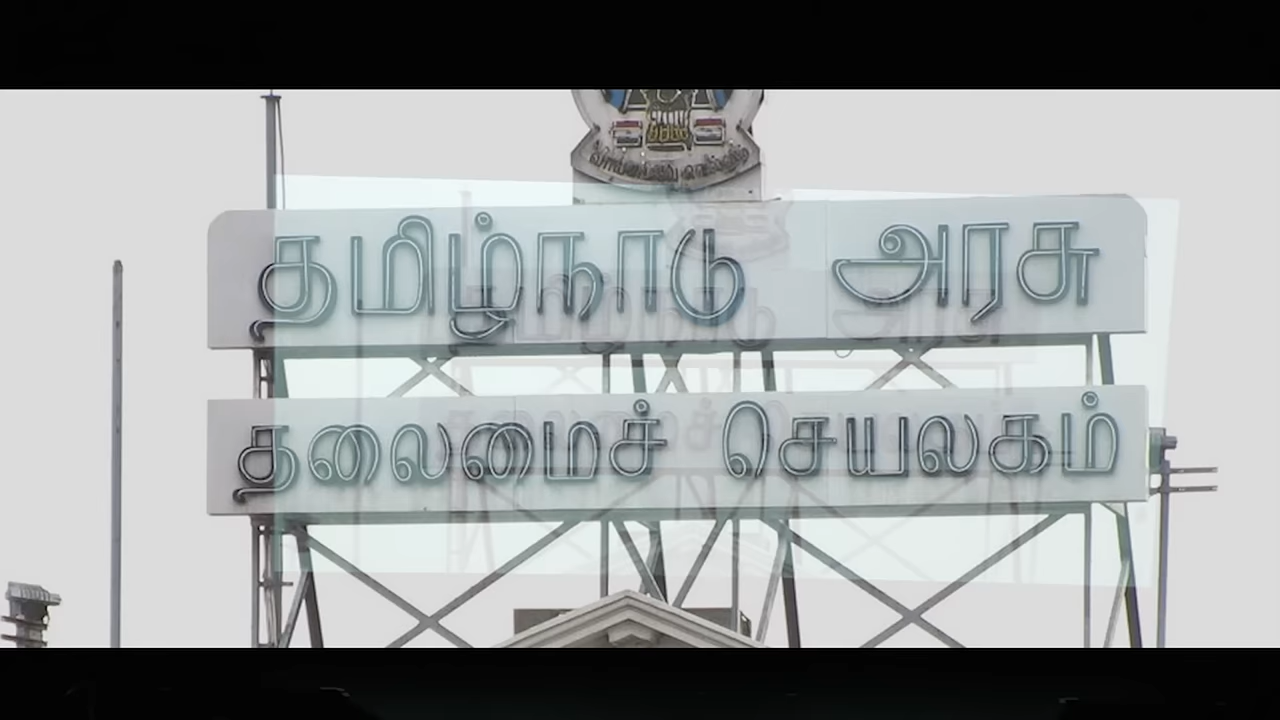 தமிழ்நாடு அரசு
தலைமைச் செயலகம்